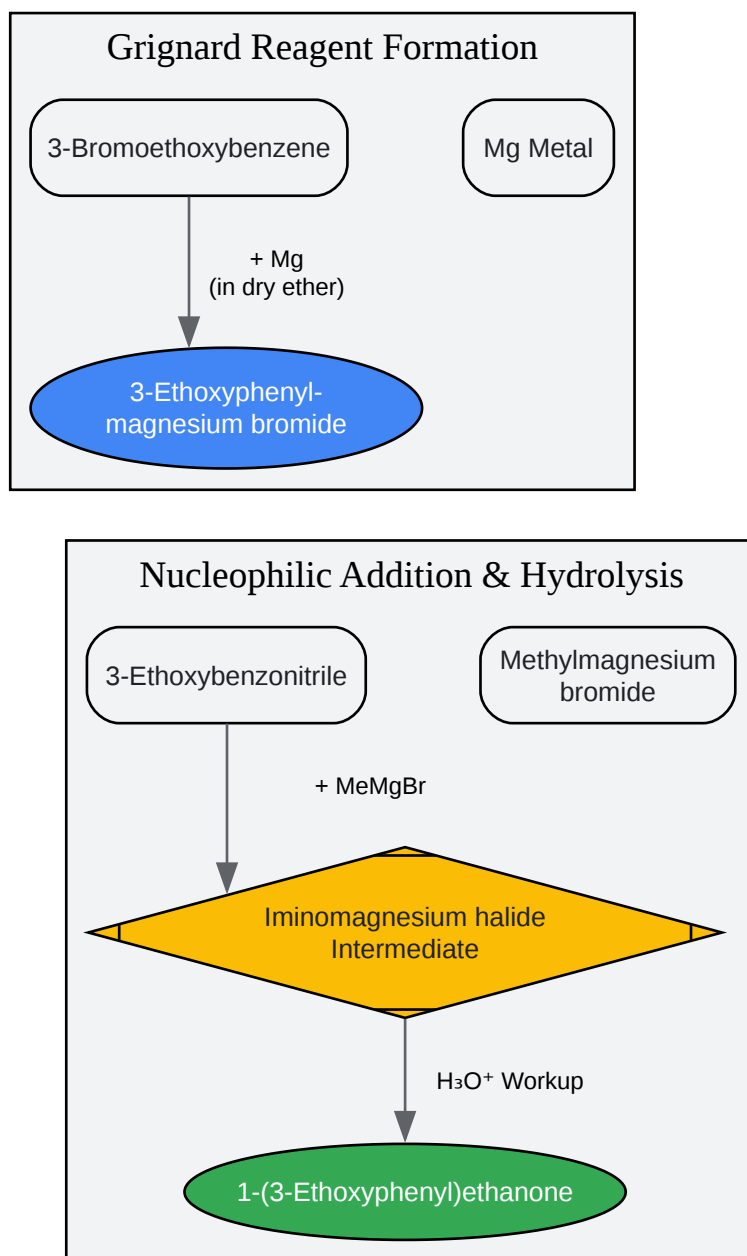 Grignard Reagent Formation
3-Bromoethoxybenzene
Mg Metal
+ Mg
(in dry ether)
3-Ethoxyphenyl-
magnesium bromide
Nucleophilic Addition & Hydrolysis
3-Ethoxybenzonitrile
Methylmagnesium
bromide
+ MeMgBr
Iminomagnesium halide
Intermediate
H₃O⁺ Workup
1-(3-Ethoxyphenyl)ethanone